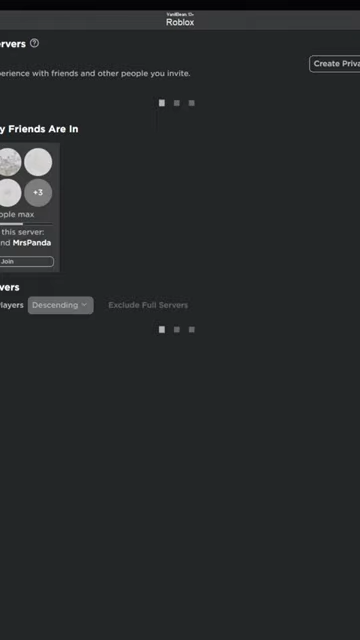 Roblox
ervers ?
perience with friends and other people you invite.
Create Priva
y Friends Are In
+3
ople max
this server:
nd MrsPanda
Join
vers
layers Descending Exclude Full Servers